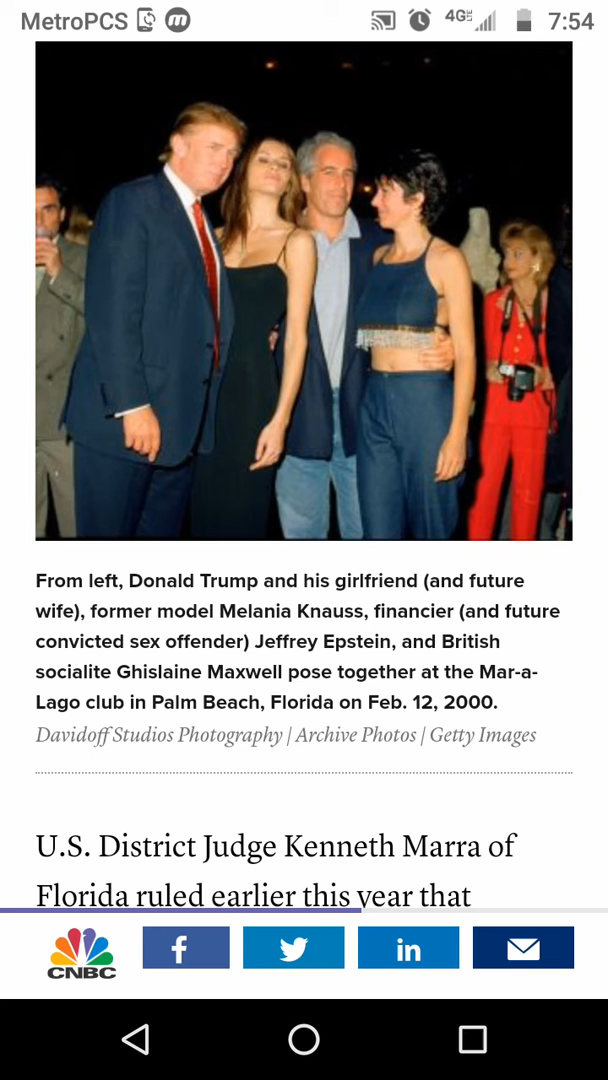 MetroPCS
4G LTE
7:54
From left, Donald Trump and his girlfriend (and future
wife), former model Melania Knauss, financier (and future
convicted sex offender) Jeffrey Epstein, and British
socialite Ghislaine Maxwell pose together at the Mar-a-
Lago club in Palm Beach, Florida on Feb. 12, 2000.
Davidoff Studios Photography | Archive Photos | Getty Images
U.S. District Judge Kenneth Marra of
Florida ruled earlier this year that
CNBC
f
in